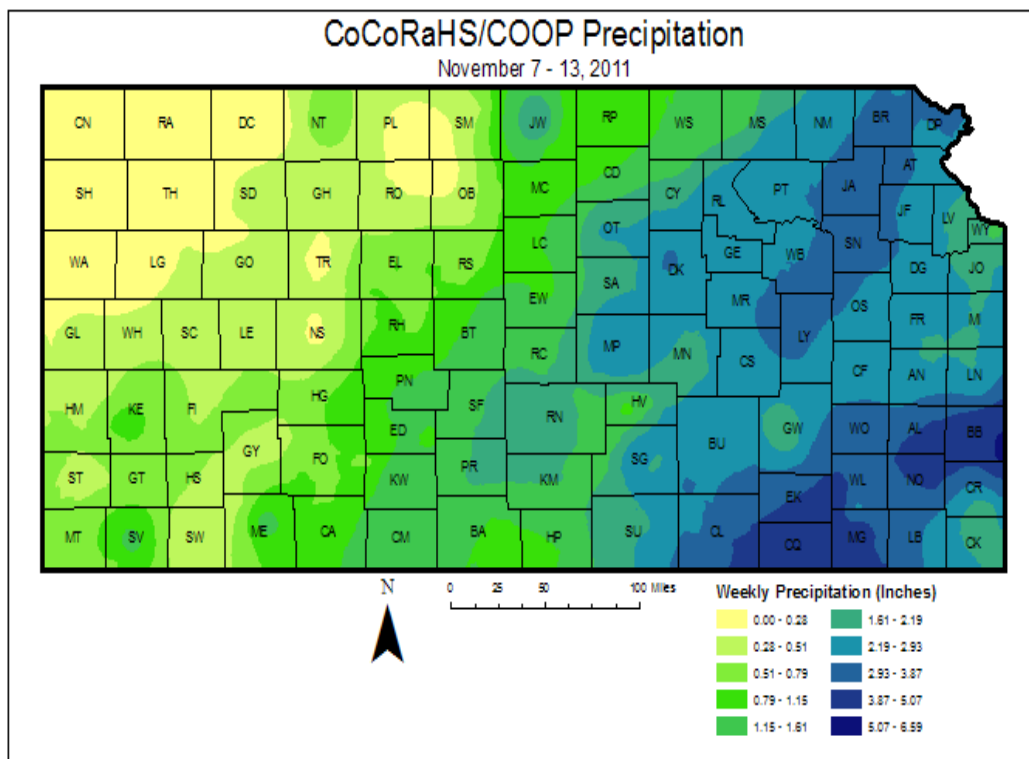 CoCoRaHS/COOP Precipitation
November 7 - 13, 2011
CN RA DC NT PL SM JW RP WS MS NM BR DP
SH TH SD GH RO OB MC CD CY RL PT JA AT
JF LV WY
WA LG GO TR EL RS LC OT SA DK GE WB SN DG JO
GL WH SC LE NS RH BT EW RC MP MR MN CS LY OS FR MI
HM KE FI HG PN SF RN HV CF AN LN
GY FO ED SG BU GW WO AL BB
ST GT HS KW PR KM EK WL NO CR
MT SV SW ME CA CM BA HP SU CL CQ MG LB CK
N
0 25 50 100 Miles
Weekly Precipitation (Inches)
0.00 - 0.28
0.28 - 0.51
0.51 - 0.79
0.79 - 1.15
1.15 - 1.61
1.61 - 2.19
2.19 - 2.93
2.93 - 3.87
3.87 - 5.07
5.07 - 6.59